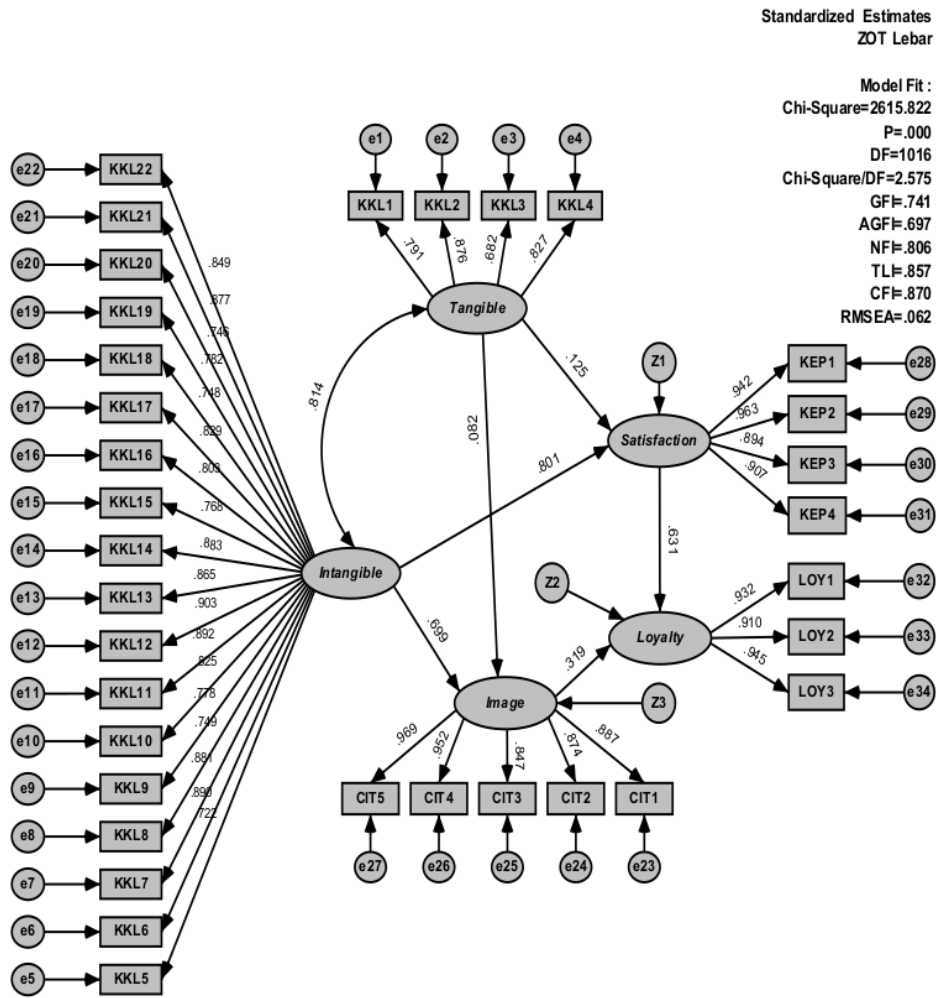 Standardized Estimates
ZOT Lebar
Model Fit :
Chi-Square=2615.822
P=.000
DF=1016
Chi-Square/DF=2.575
GFI=.741
AGFI=.697
NFI=.806
TLI=.857
CFI=.870
RMSEA=.062
e1 e2 e3 e4
KKL1 KKL2 KKL3 KKL4
.791 .876 .682 .827
Tangible
e22 KKL22
e21 KKL21
e20 KKL20
e19 KKL19
e18 KKL18
e17 KKL17
e16 KKL16
e15 KKL15
e14 KKL14
e13 KKL13
e12 KKL12
e11 KKL11
e10 KKL10
e9 KKL9
e8 KKL8
e7 KKL7
e6 KKL6
e5 KKL5
.849
.877
.746
.782
.748
.829
.803
.768
.883
.865
.903
.892
.825
.778
.749
.881
.890
.722
.814
Intangible
.125
.082
.801
.699
Z1
Satisfaction
.942 KEP1 e28
.963 KEP2 e29
.894 KEP3 e30
.907 KEP4 e31
.631
Z2
Loyalty
.932 LOY1 e32
.910 LOY2 e33
.945 LOY3 e34
.319
Image
Z3
.969 .952 .847 .874 .887
CIT5 CIT4 CIT3 CIT2 CIT1
e27 e26 e25 e24 e23